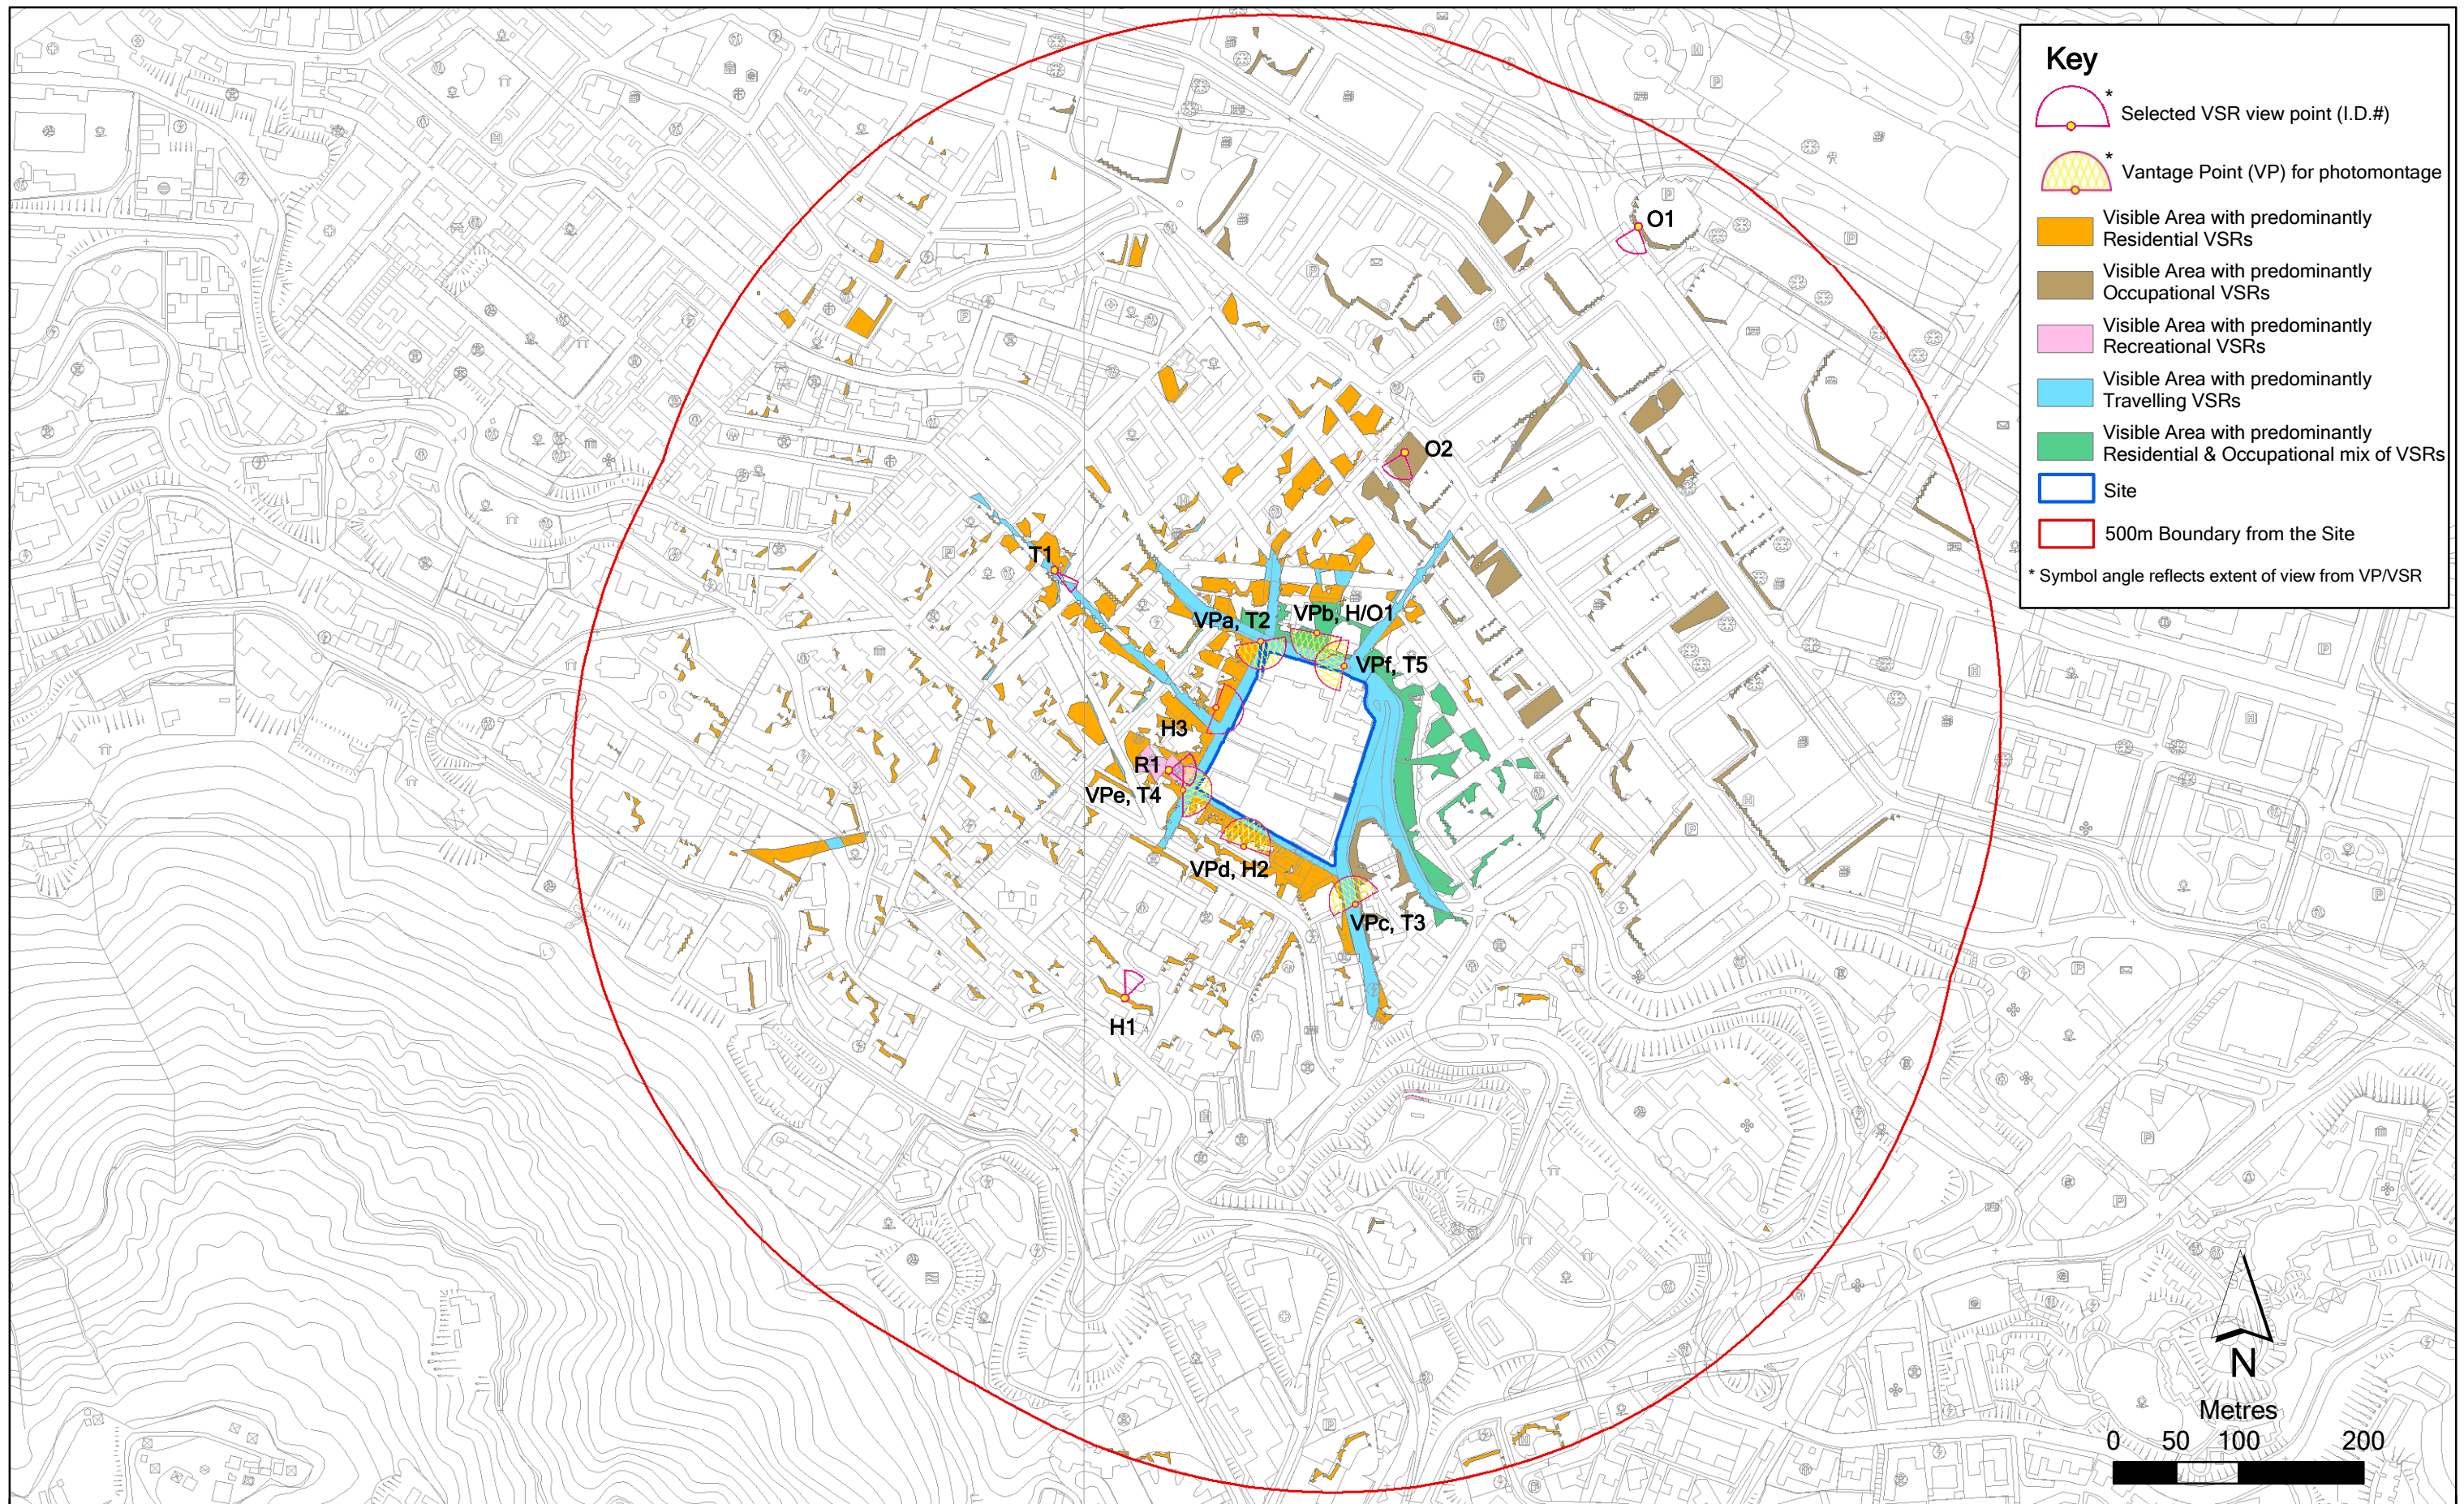 Key
* Selected VSR view point (I.D.#)
* Vantage Point (VP) for photomontage
Visible Area with predominantly
Residential VSRs
Visible Area with predominantly
Occupational VSRs
Visible Area with predominantly
Recreational VSRs
Visible Area with predominantly
Travelling VSRs
Visible Area with predominantly
Residential & Occupational mix of VSRs
Site
500m Boundary from the Site
* Symbol angle reflects extent of view from VP/VSR
O1
O2
T1
VPa, T2
VPb, H/O1
VPf, T5
H3
R1
VPe, T4
VPd, H2
VPc, T3
H1
N
Metres
0 50 100 200